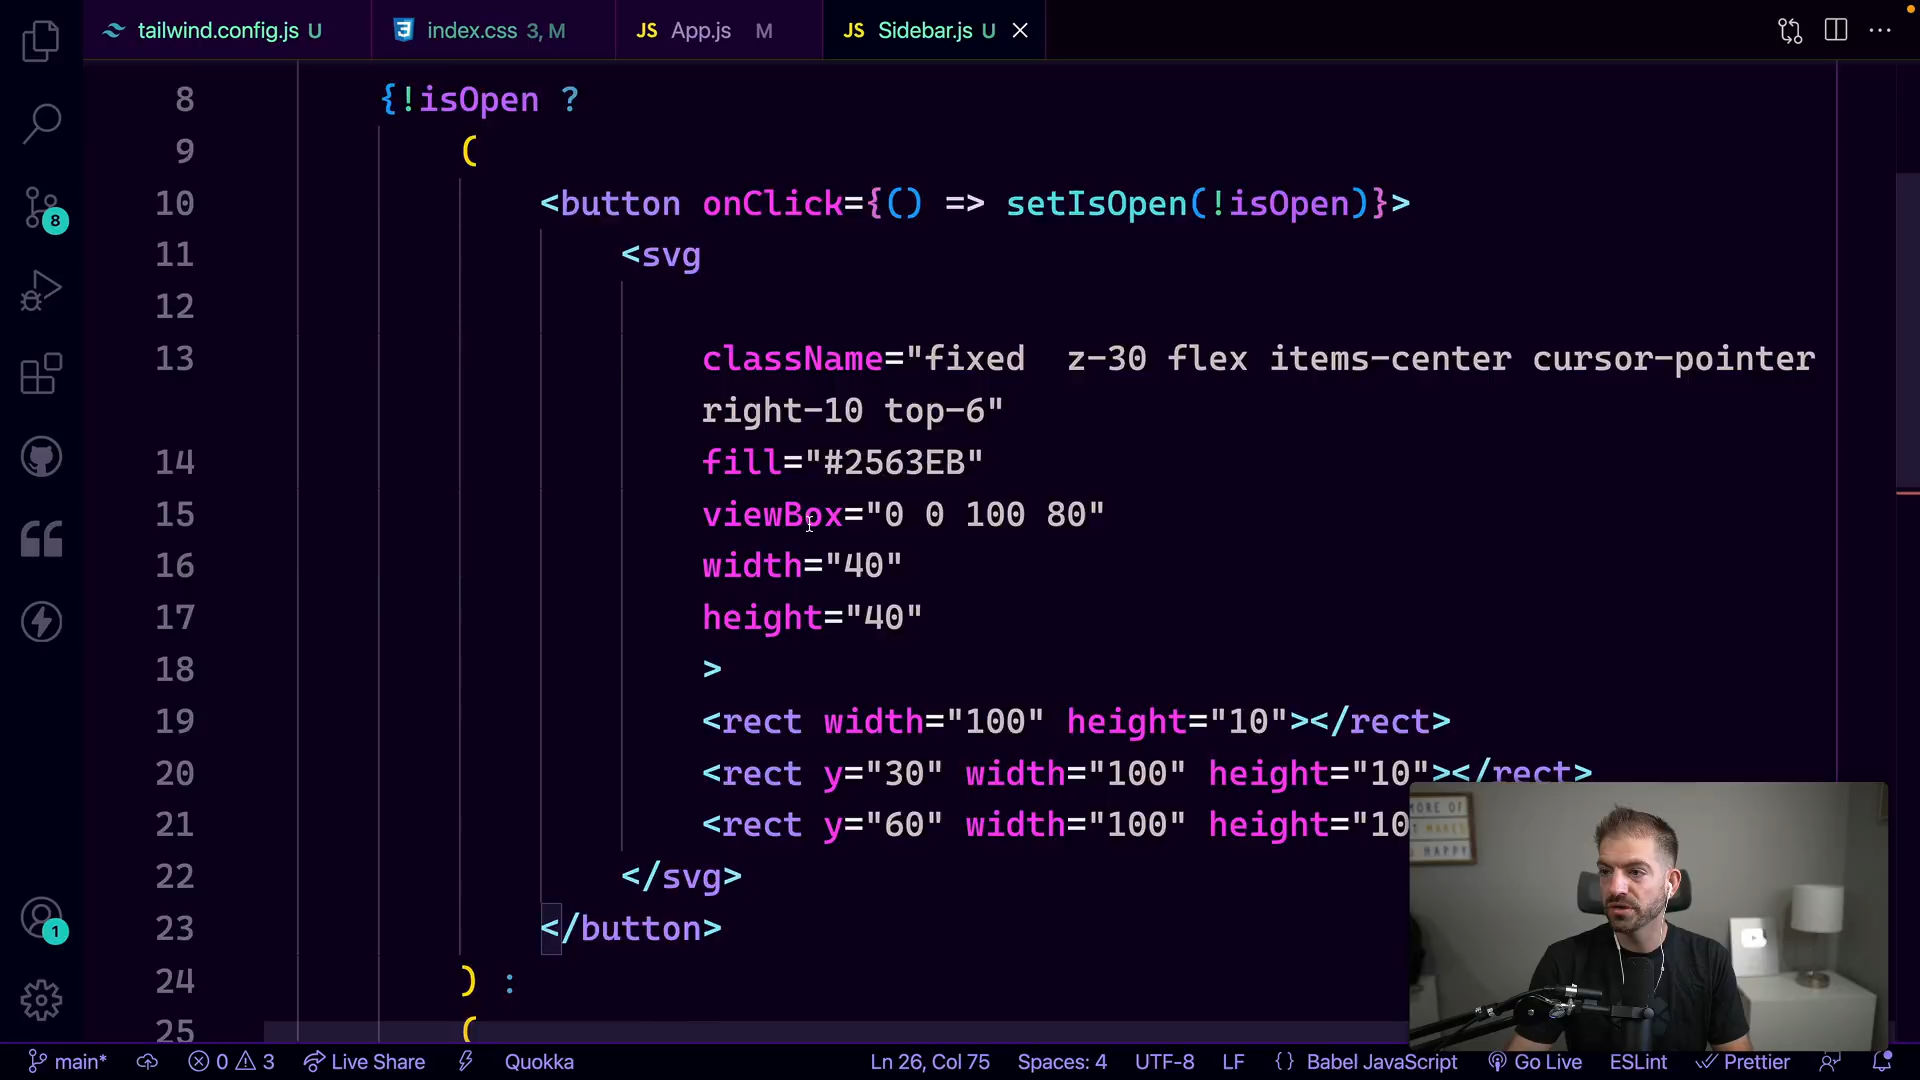 tailwind.config.js U
index.css 3, M
JS App.js M
JS Sidebar.js U
8 {!isOpen ?
9 (
10 <button onClick={() => setIsOpen(!isOpen)}>
11 <svg
12
13 className="fixed  z-30 flex items-center cursor-pointer
right-10 top-6"
14 fill="#2563EB"
15 viewBox="0 0 100 80"
16 width="40"
17 height="40"
18 >
19 <rect width="100" height="10"></rect>
20 <rect y="30" width="100" height="10"></rect>
21 <rect y="60" width="100" height="10
22 </svg>
23 </button>
24 ) :
25 (
8
1
MORE OF
MAKES
HAPPY
main* 0 3 Live Share Quokka Ln 26, Col 75 Spaces: 4 UTF-8 LF {} Babel JavaScript Go Live ESLint Prettier